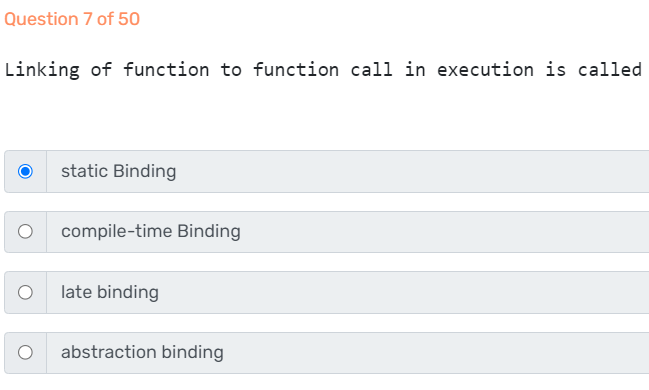 Question 7 of 50
Linking of function to function call in execution is called
static Binding
compile-time Binding
late binding
abstraction binding